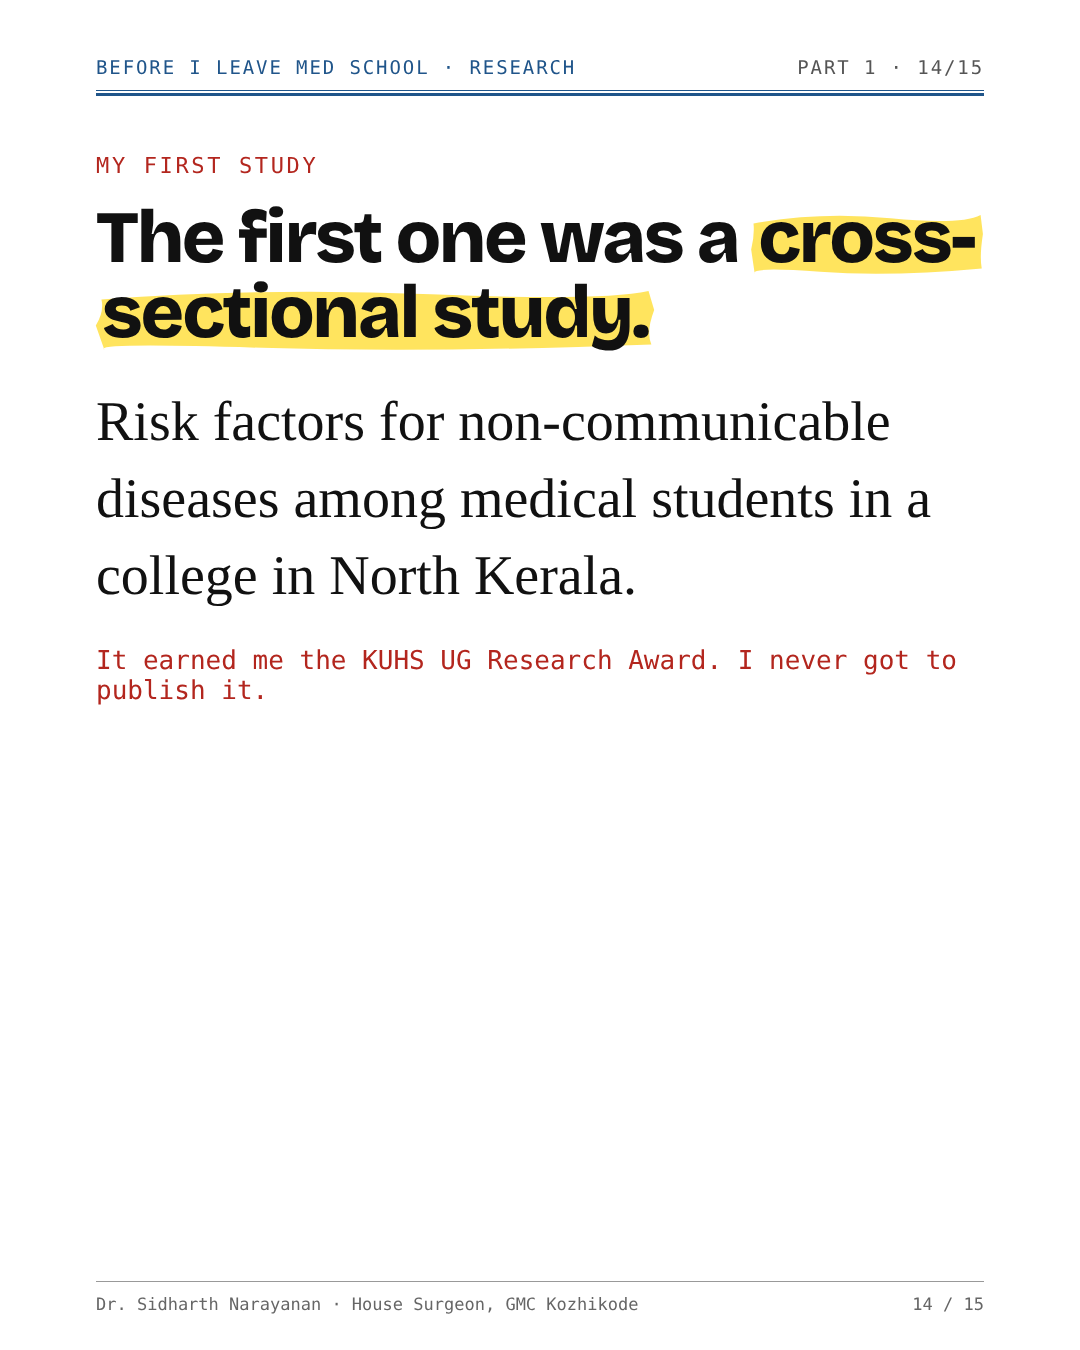 BEFORE I LEAVE MED SCHOOL · RESEARCH
PART 1 · 14/15
MY FIRST STUDY
The first one was a cross-
sectional study.
Risk factors for non-communicable
diseases among medical students in a
college in North Kerala.
It earned me the KUHS UG Research Award. I never got to
publish it.
Dr. Sidharth Narayanan · House Surgeon, GMC Kozhikode
14 / 15